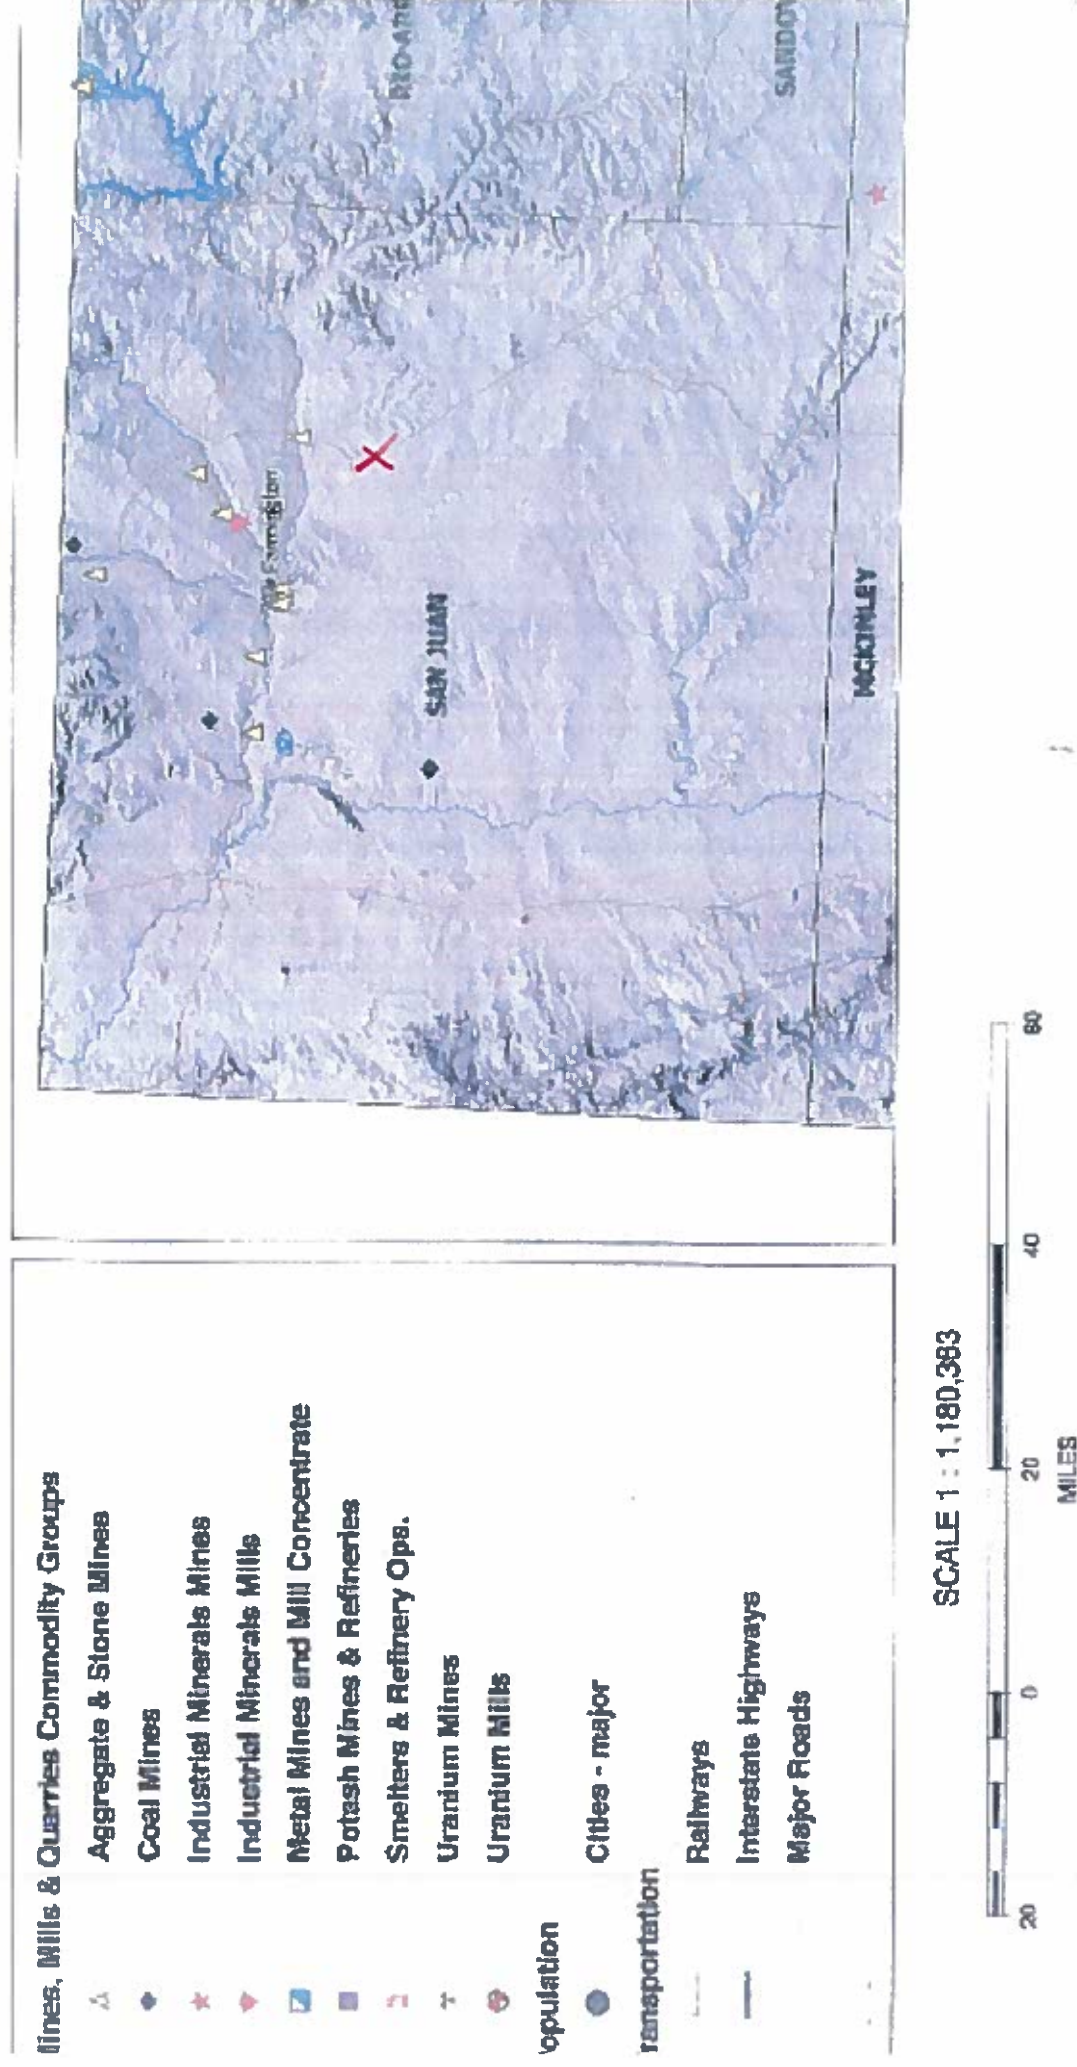 lines, Mills & Quarries Commodity Groups
Aggregate & Stone Mines
Coal Mines
Industrial Minerals Mines
Industrial Minerals Mills
Metal Mines and Mill Concentrate
Potash Mines & Refineries
Smelters & Refinery Ops.
Uranium Mines
Uranium Mills
opulation
Cities - major
ransportation
Railways
Interstate Highways
Major Roads
Farmington
SAN JUAN
MCKINLEY
RIO ARR
SANDOV
SCALE 1 : 1,180,383
20 0 20 40 60
MILES